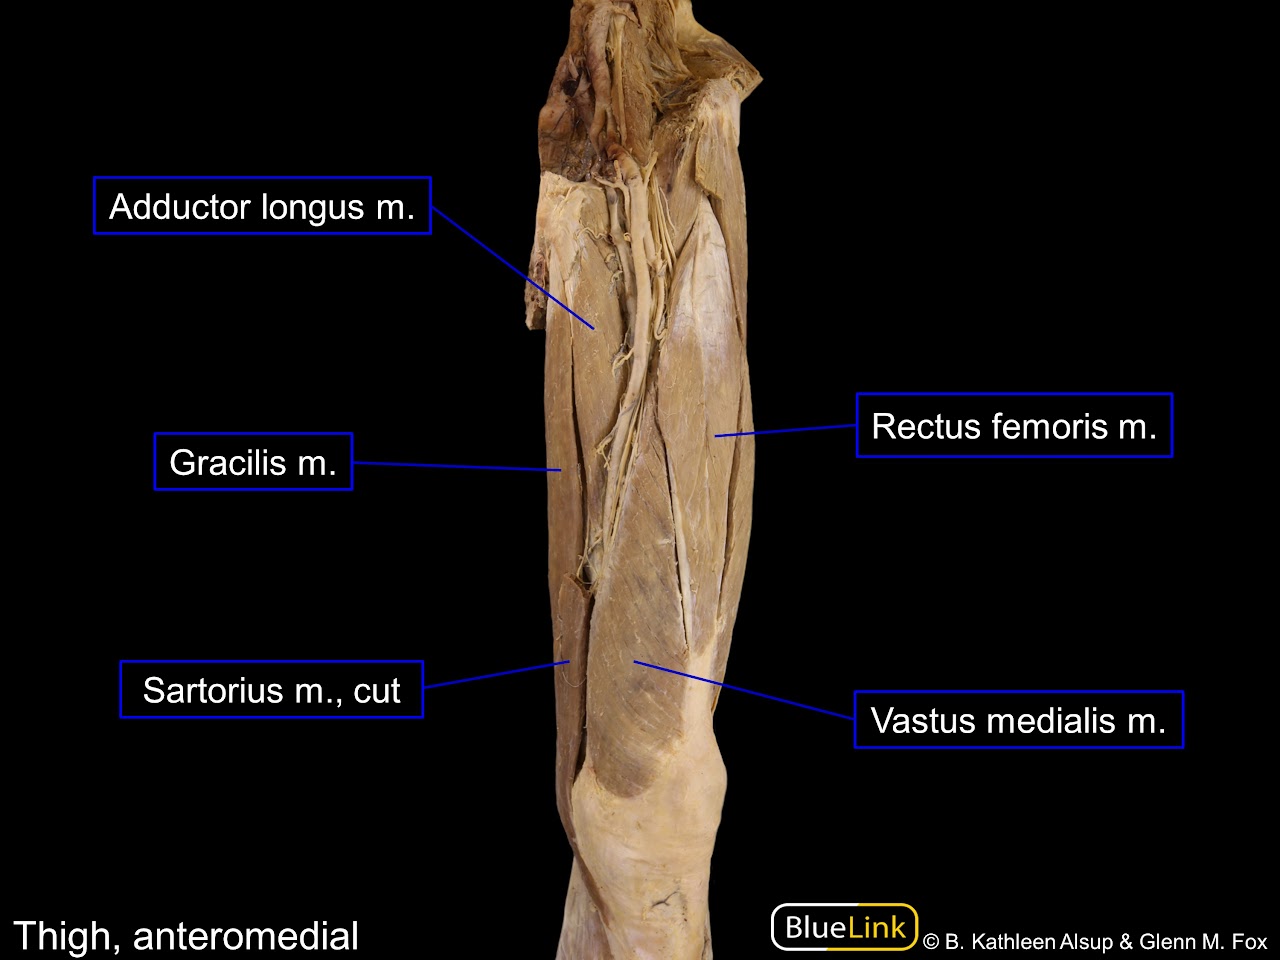 Adductor longus m.
Gracilis m.
Sartorius m., cut
Rectus femoris m.
Vastus medialis m.
Thigh, anteromedial
BlueLink
© B. Kathleen Alsup & Glenn M. Fox